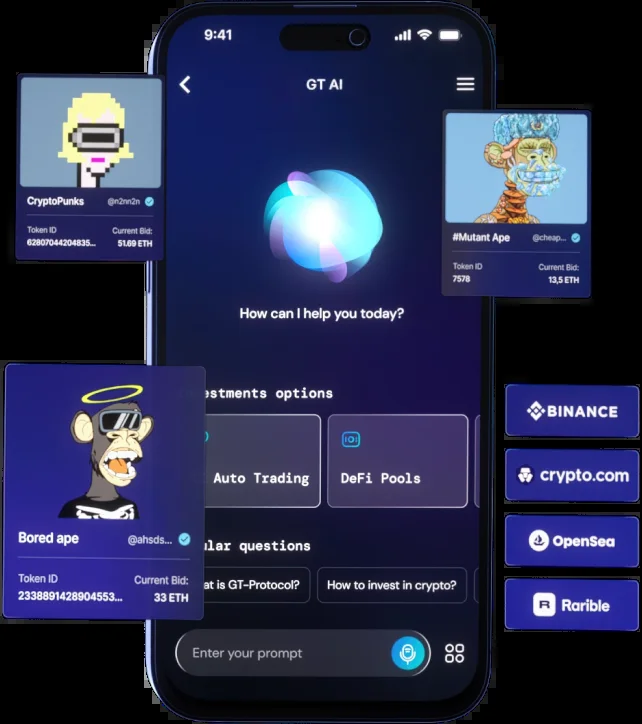 9:41
GT AI
CryptoPunks @n2nn2n
Token ID Current Bid:
62807044204835... 51.69 ETH
#Mutant Ape @cheap...
Token ID Current Bid:
7578 13,5 ETH
How can I help you today?
estments options
Auto Trading
DeFi Pools
BINANCE
crypto.com
OpenSea
R Rarible
Bored ape @ahsds...
Token ID Current Bid:
2338891428904553... 33 ETH
ular questions
at is GT-Protocol?
How to invest in crypto?
Enter your prompt